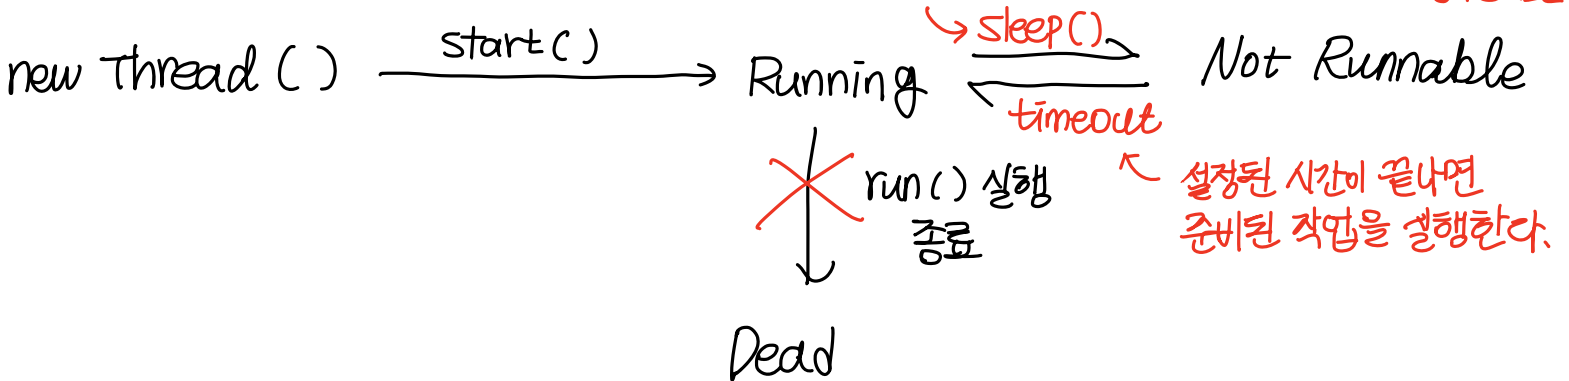 new Thread()
start()
Running
sleep()
Not Runnable
timeout
run() 실행
종료
설정된 시간이 끝나면
준비된 작업을 실행한다.
Dead